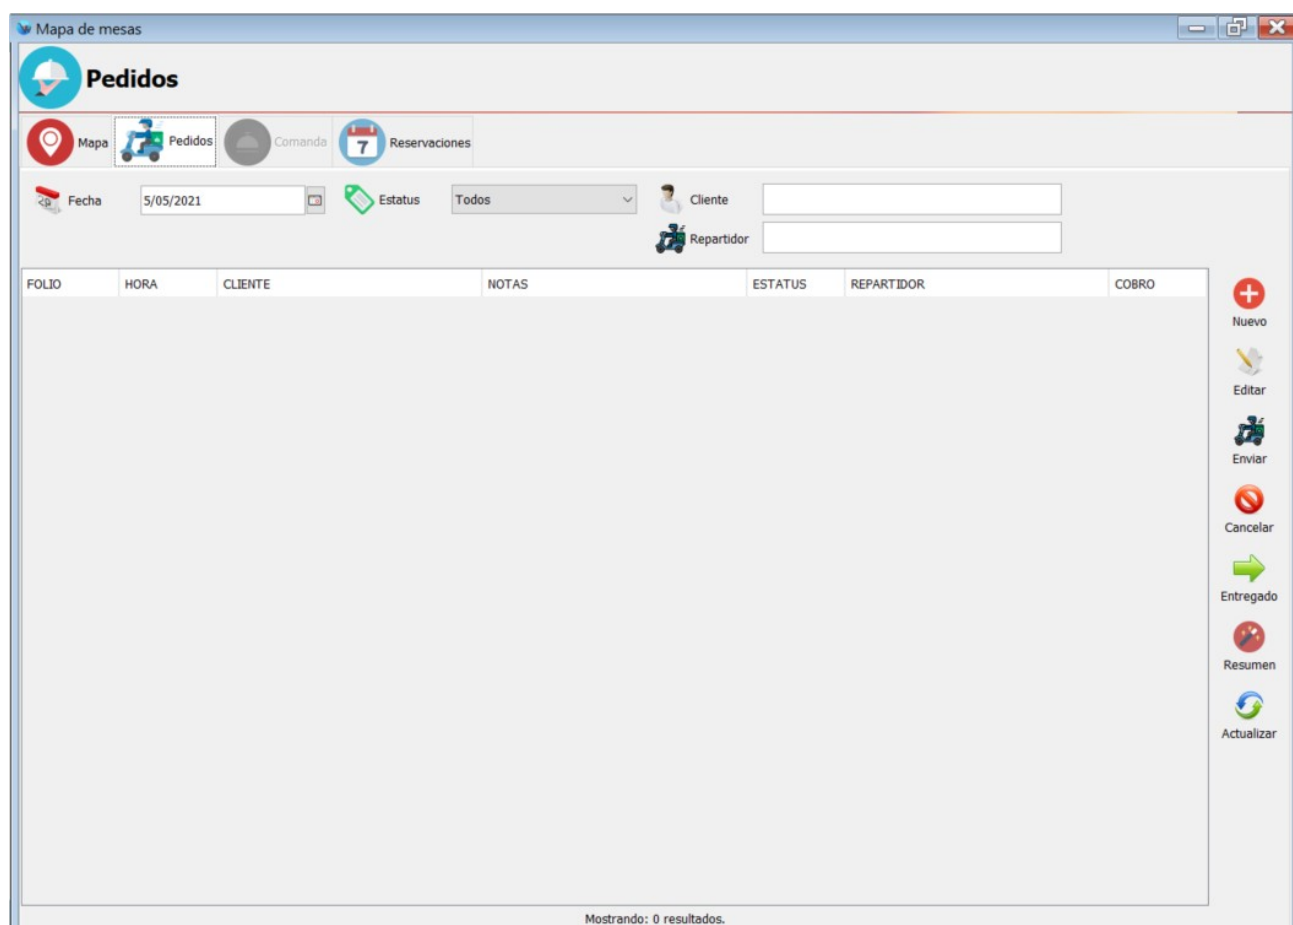 Mapa de mesas
Pedidos
Mapa Pedidos Comanda 7 Reservaciones
Fecha 5/05/2021 Estatus Todos Cliente
Repartidor
FOLIO HORA CLIENTE NOTAS ESTATUS REPARTIDOR COBRO
Nuevo
Editar
Enviar
Cancelar
Entregado
Resumen
Actualizar
Mostrando: 0 resultados.